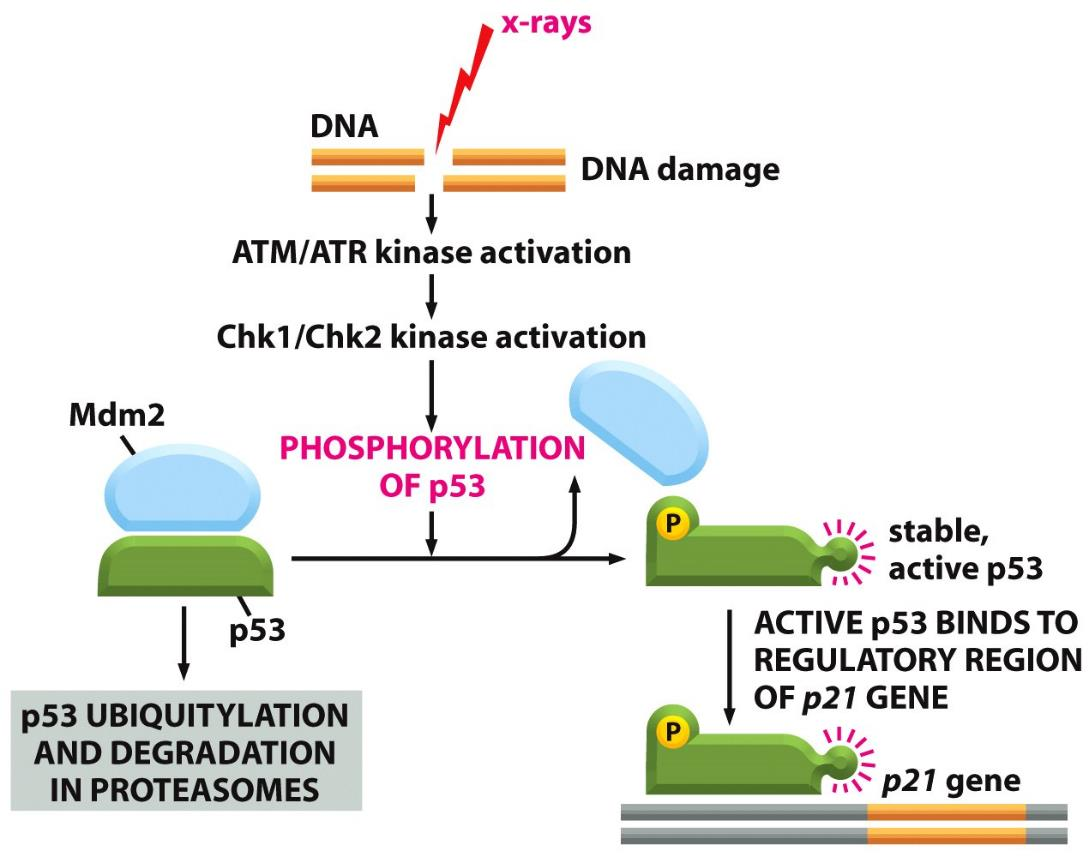 x-rays
DNA
DNA damage
ATM/ATR kinase activation
Chk1/Chk2 kinase activation
Mdm2
PHOSPHORYLATION
OF p53
P
stable,
active p53
p53
ACTIVE p53 BINDS TO
REGULATORY REGION
OF p21 GENE
p53 UBIQUITYLATION
AND DEGRADATION
IN PROTEASOMES
P
p21 gene